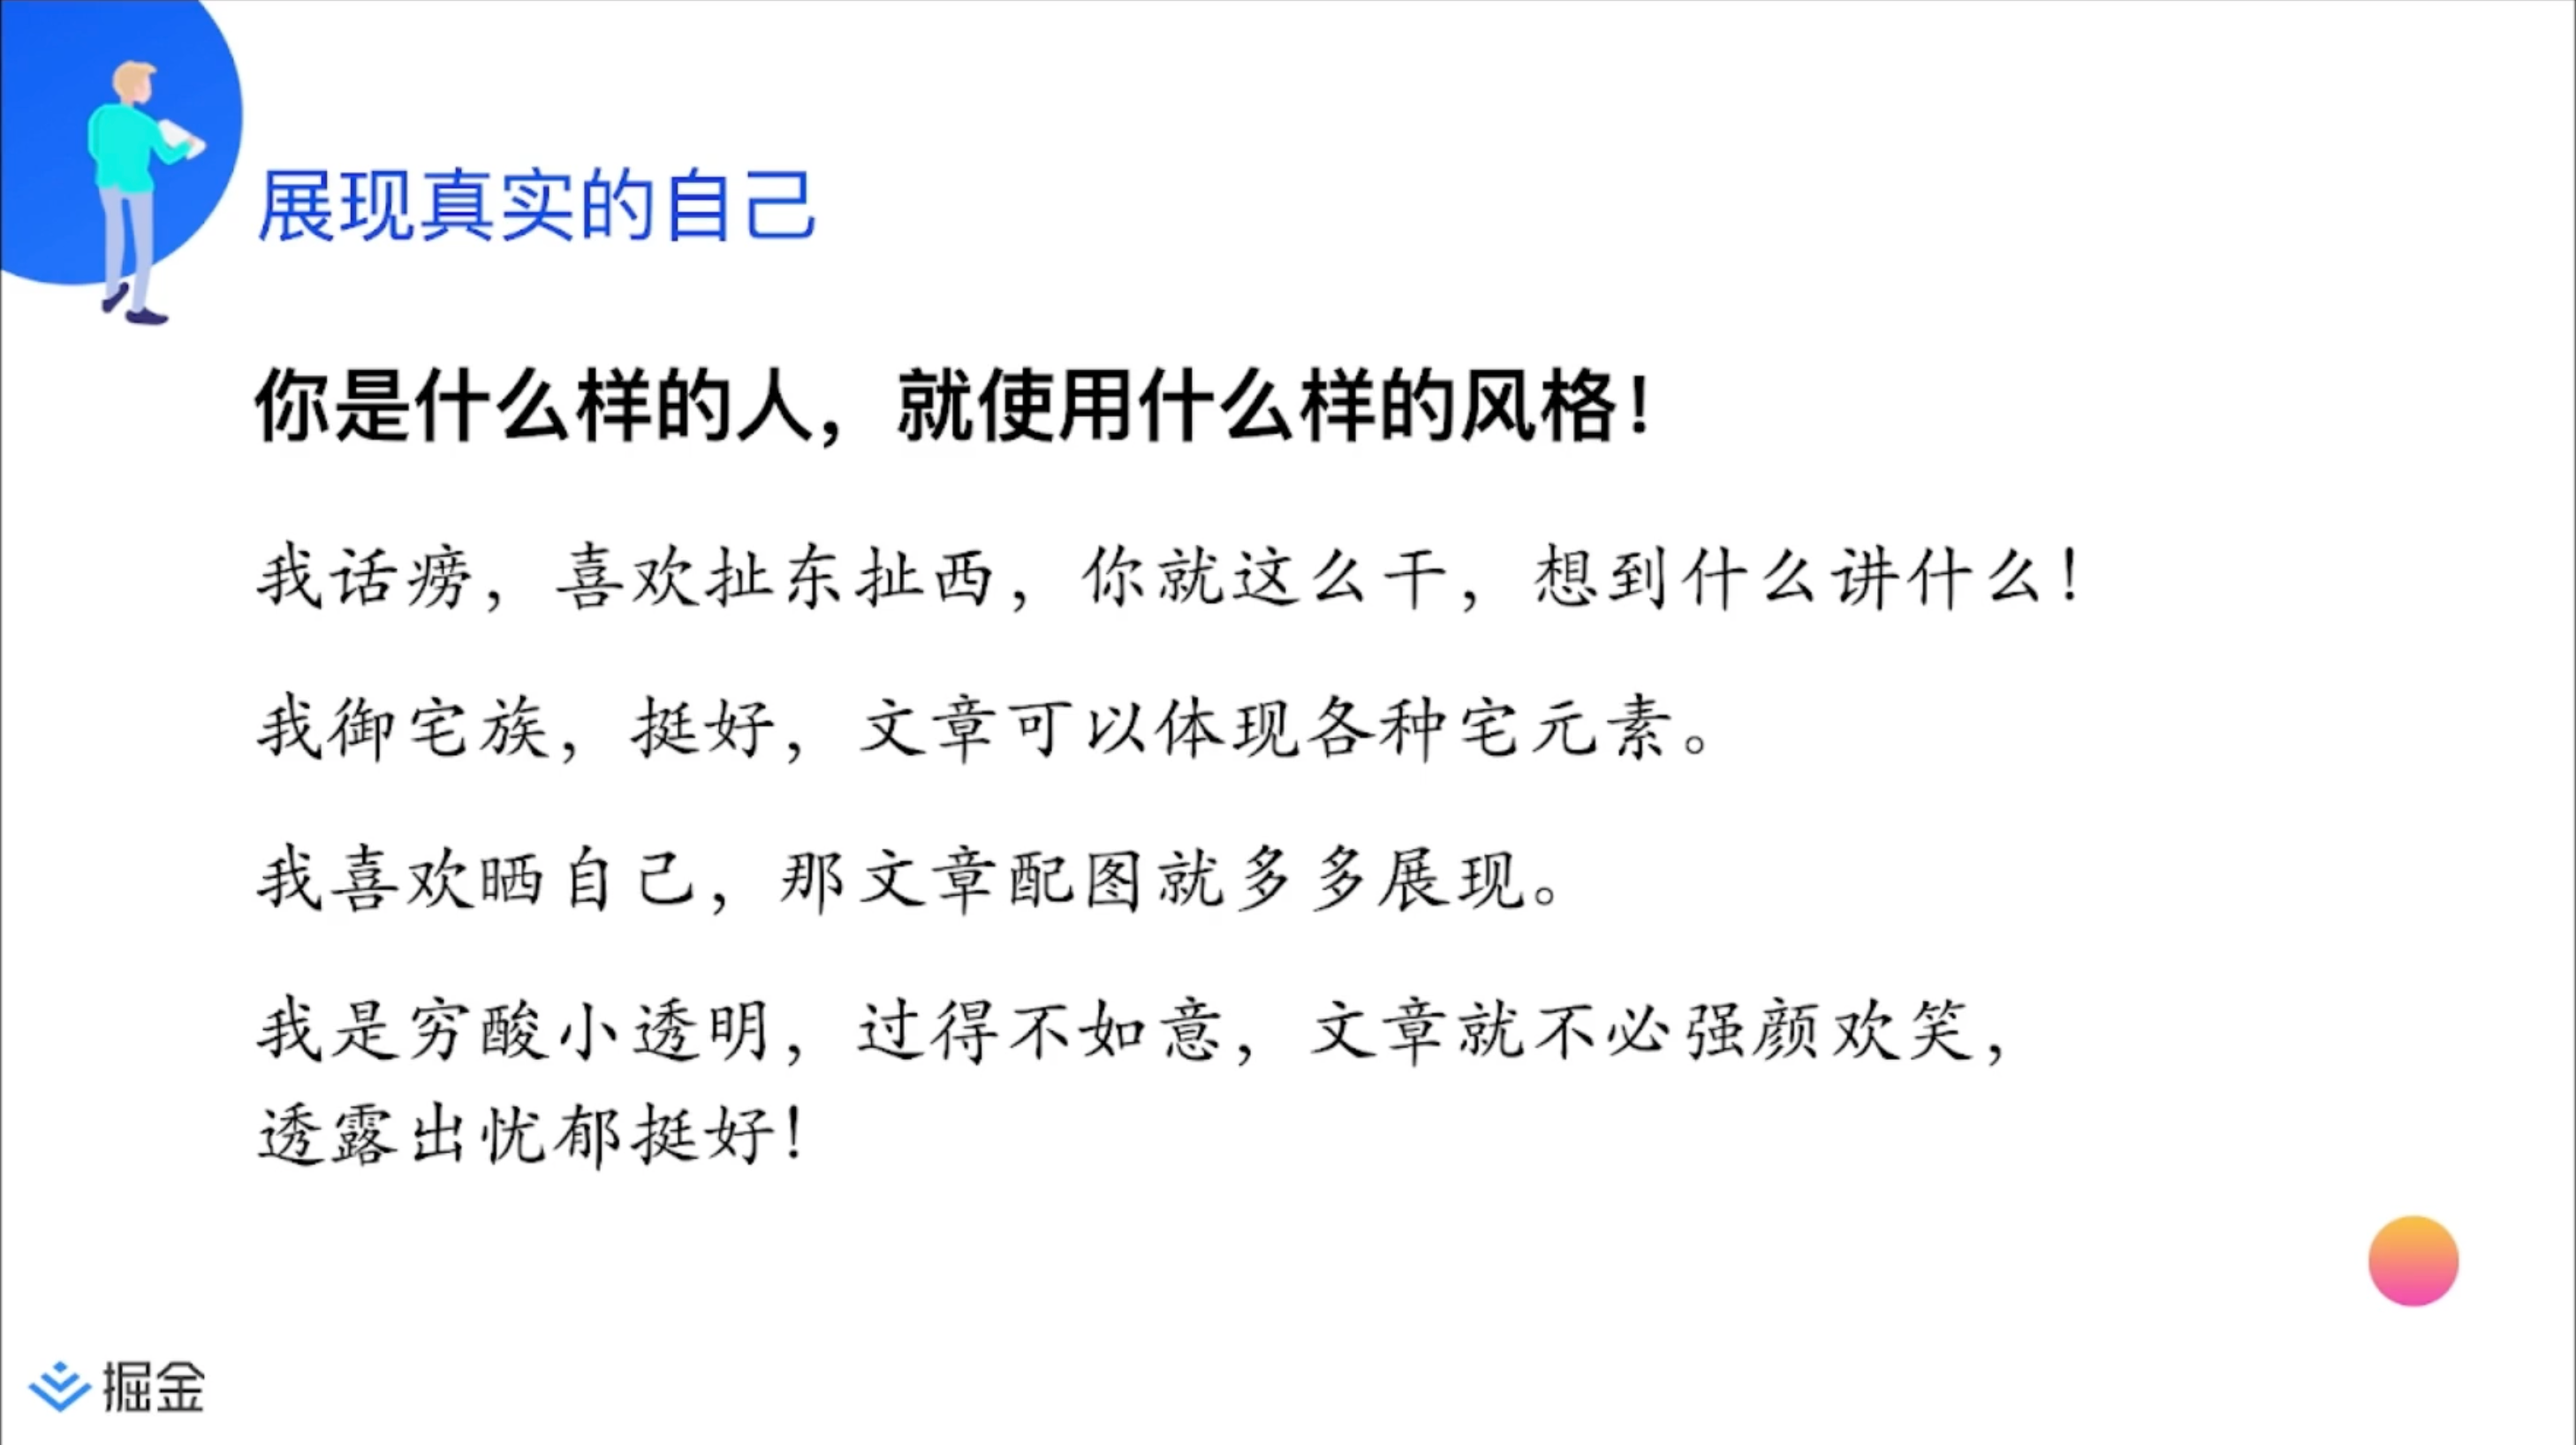 展现真实的自己
你是什么样的人，就使用什么样的风格！
我话痨，喜欢扯东扯西，你就这么干，想到什么讲什么！
我御宅族，挺好，文章可以体现各种宅元素。
我喜欢晒自己，那文章配图就多多展现。
我是穷酸小透明，过得不如意，文章就不必强颜欢笑，
透露出忧郁挺好！
掘金